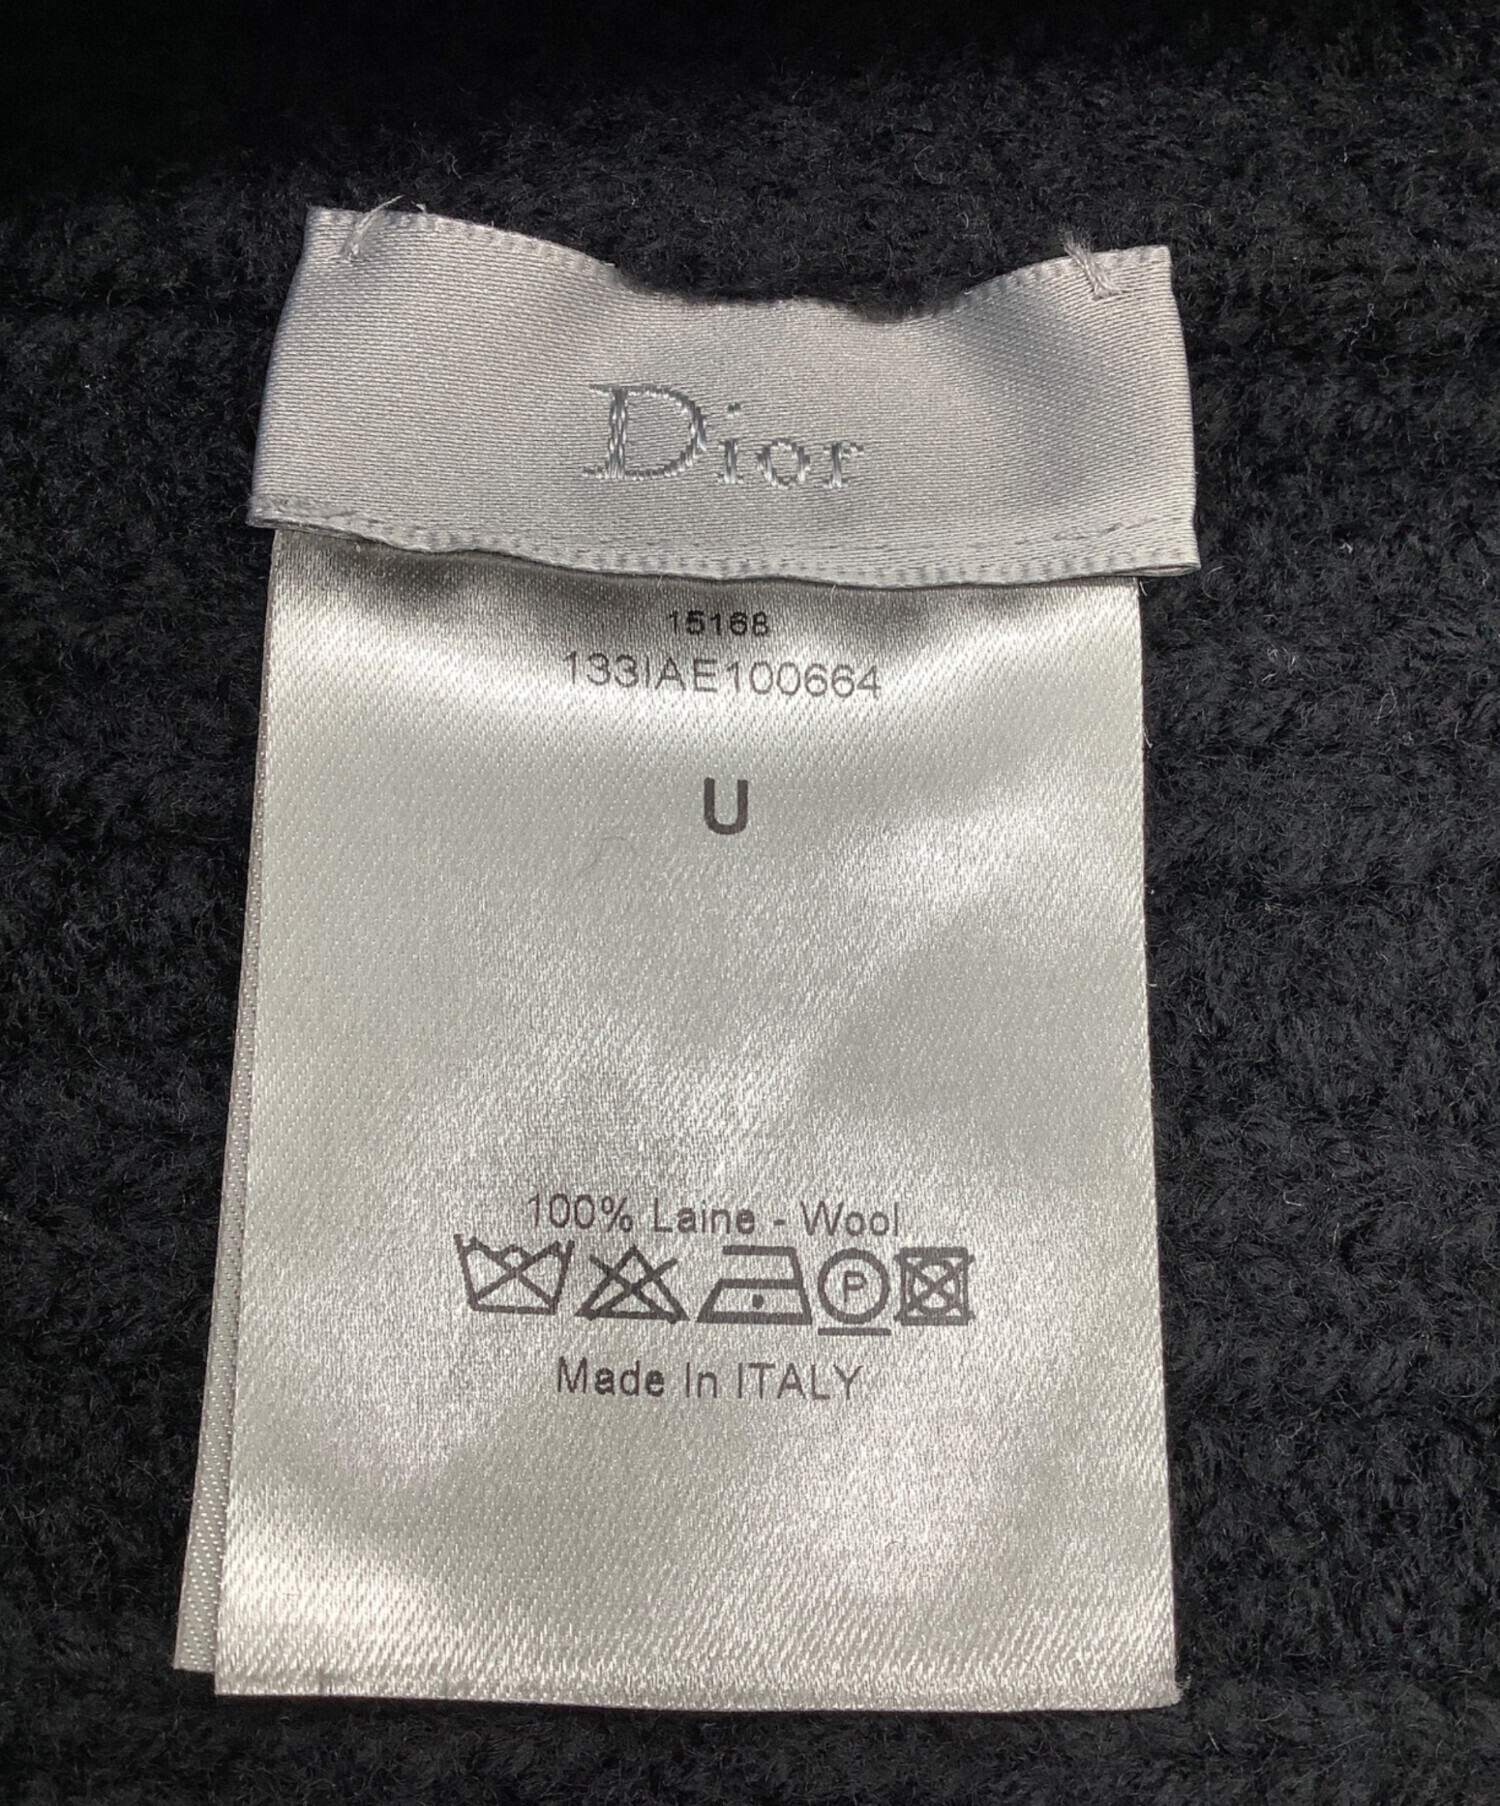 Dior
15168
133IAE100664
U
100% Laine - Wool
P
Made In ITALY